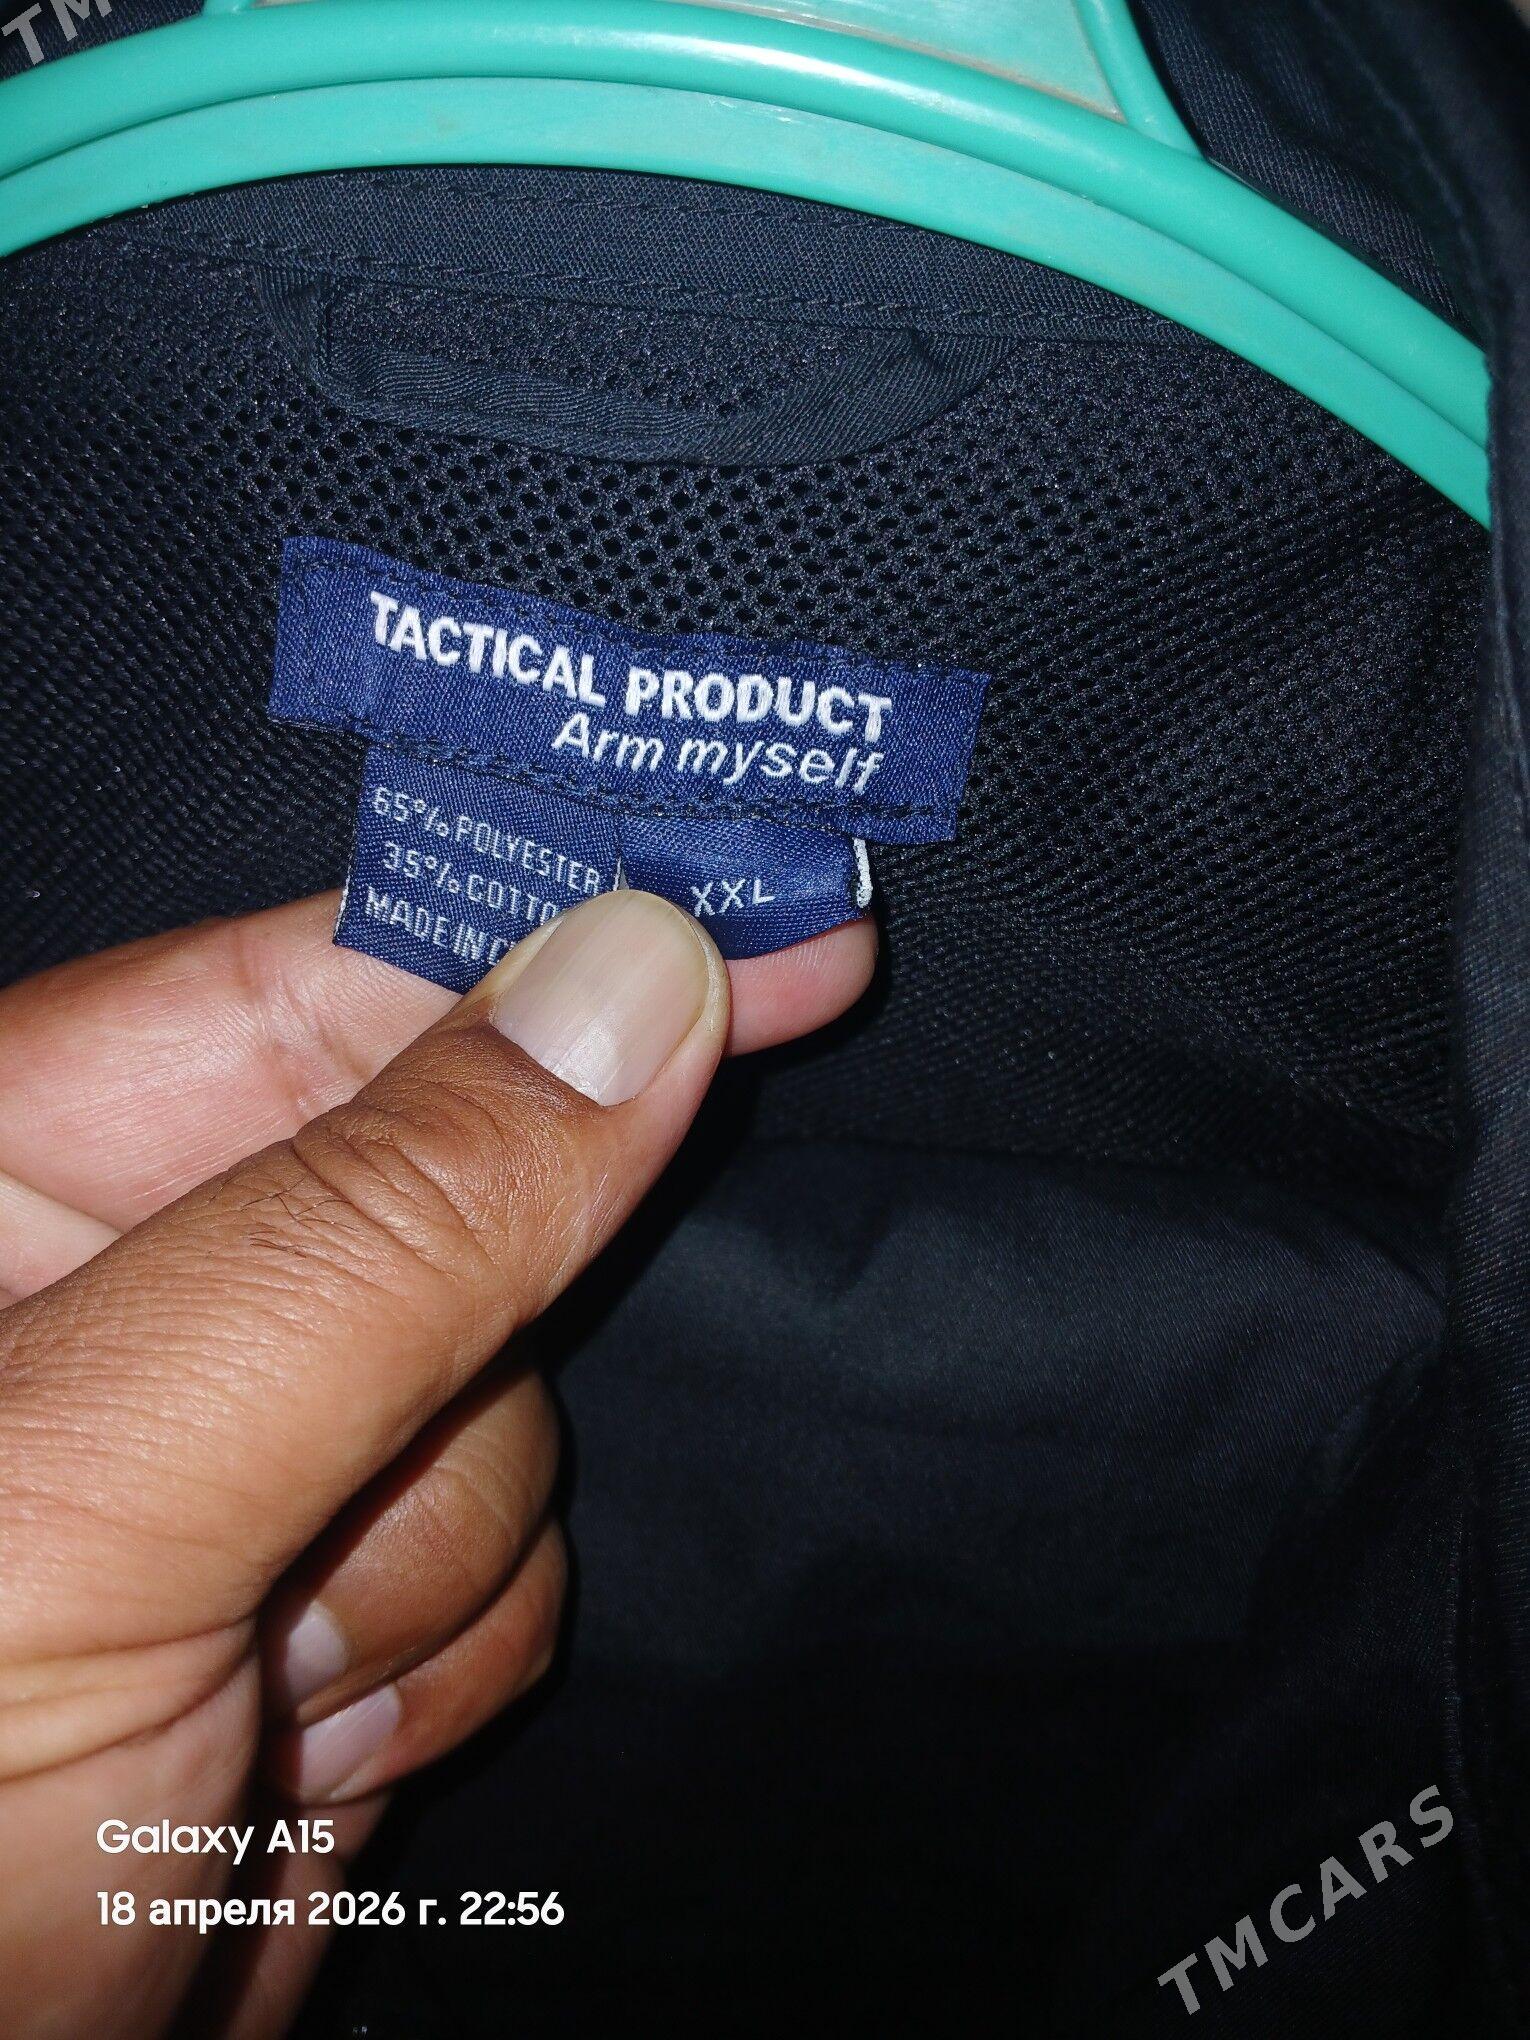 TM
TACTICAL PRODUCT
Arm myself
65% POLYESTER
35% COTTO
MADE IN C
XXL
Galaxy A15
18 апреля 2026 г. 22:56
TMCARS